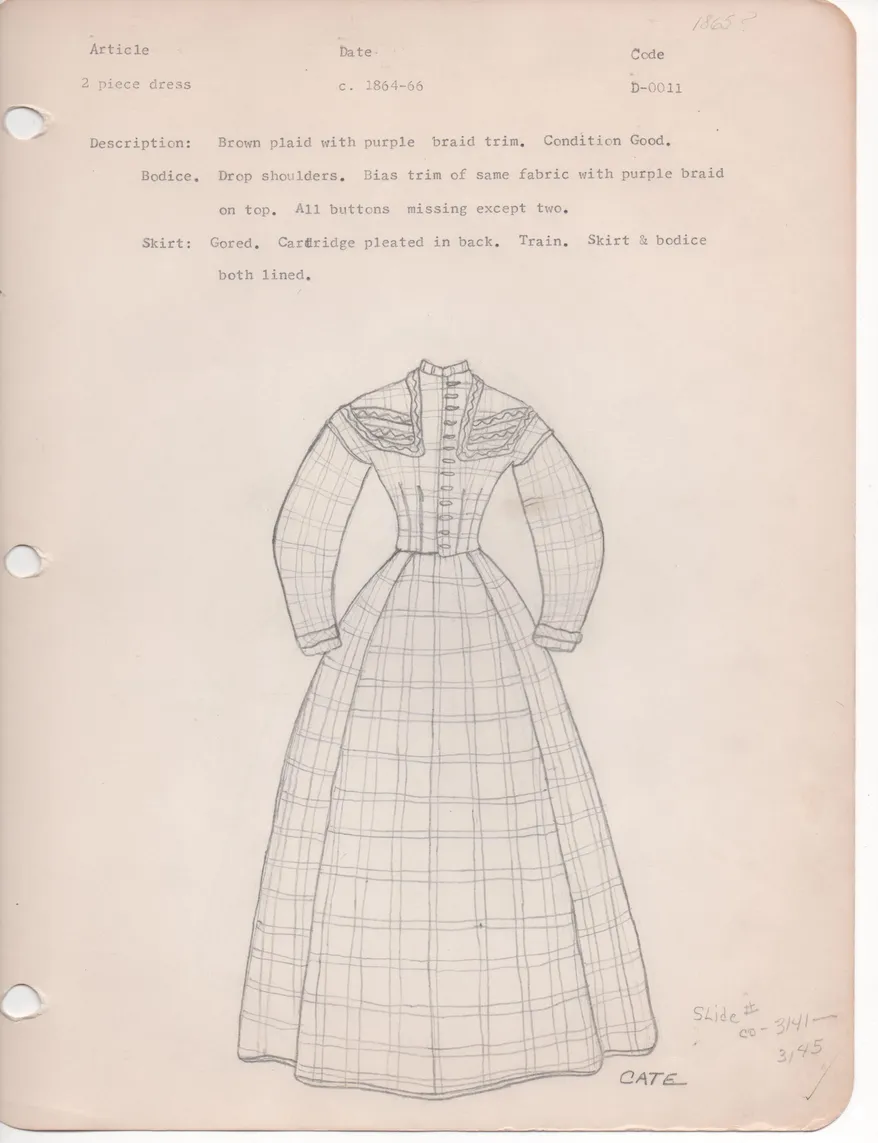 1865?
Article Date Code
2 piece dress c. 1864-66 D-0011
Description: Brown plaid with purple braid trim. Condition Good.
Bodice. Drop shoulders. Bias trim of same fabric with purple braid
on top. All buttons missing except two.
Skirt: Gored. Cartridge pleated in back. Train. Skirt & bodice
both lined.
Slide #
co- 3141-
3145
CATE